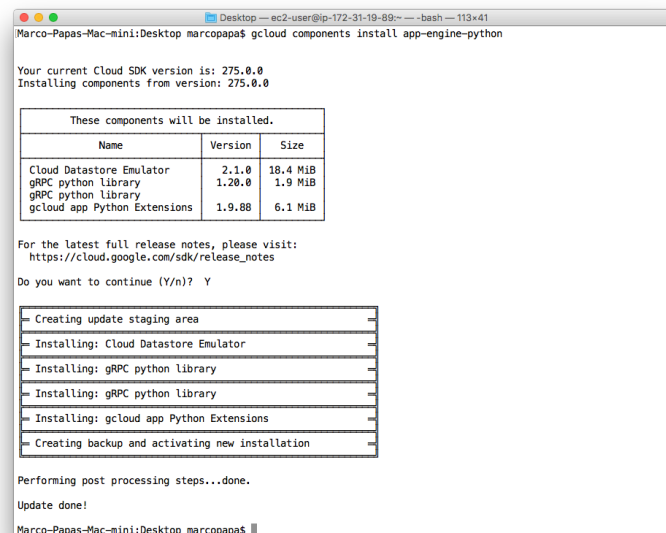 Desktop — ec2-user@ip-172-31-19-89:~ — -bash — 113×41
Marco-Papas-Mac-mini:Desktop marcopapa$ gcloud components install app-engine-python
Your current Cloud SDK version is: 275.0.0
Installing components from version: 275.0.0
These components will be installed.
Name Version Size
Cloud Datastore Emulator 2.1.0 18.4 MiB
gRPC python library 1.20.0 1.9 MiB
gRPC python library
gcloud app Python Extensions 1.9.88 6.1 MiB
For the latest full release notes, please visit:
https://cloud.google.com/sdk/release_notes
Do you want to continue (Y/n)? Y
Creating update staging area
Installing: Cloud Datastore Emulator
Installing: gRPC python library
Installing: gRPC python library
Installing: gcloud app Python Extensions
Creating backup and activating new installation
Performing post processing steps...done.
Update done!
Marco-Papas-Mac-mini:Desktop marcopapa$